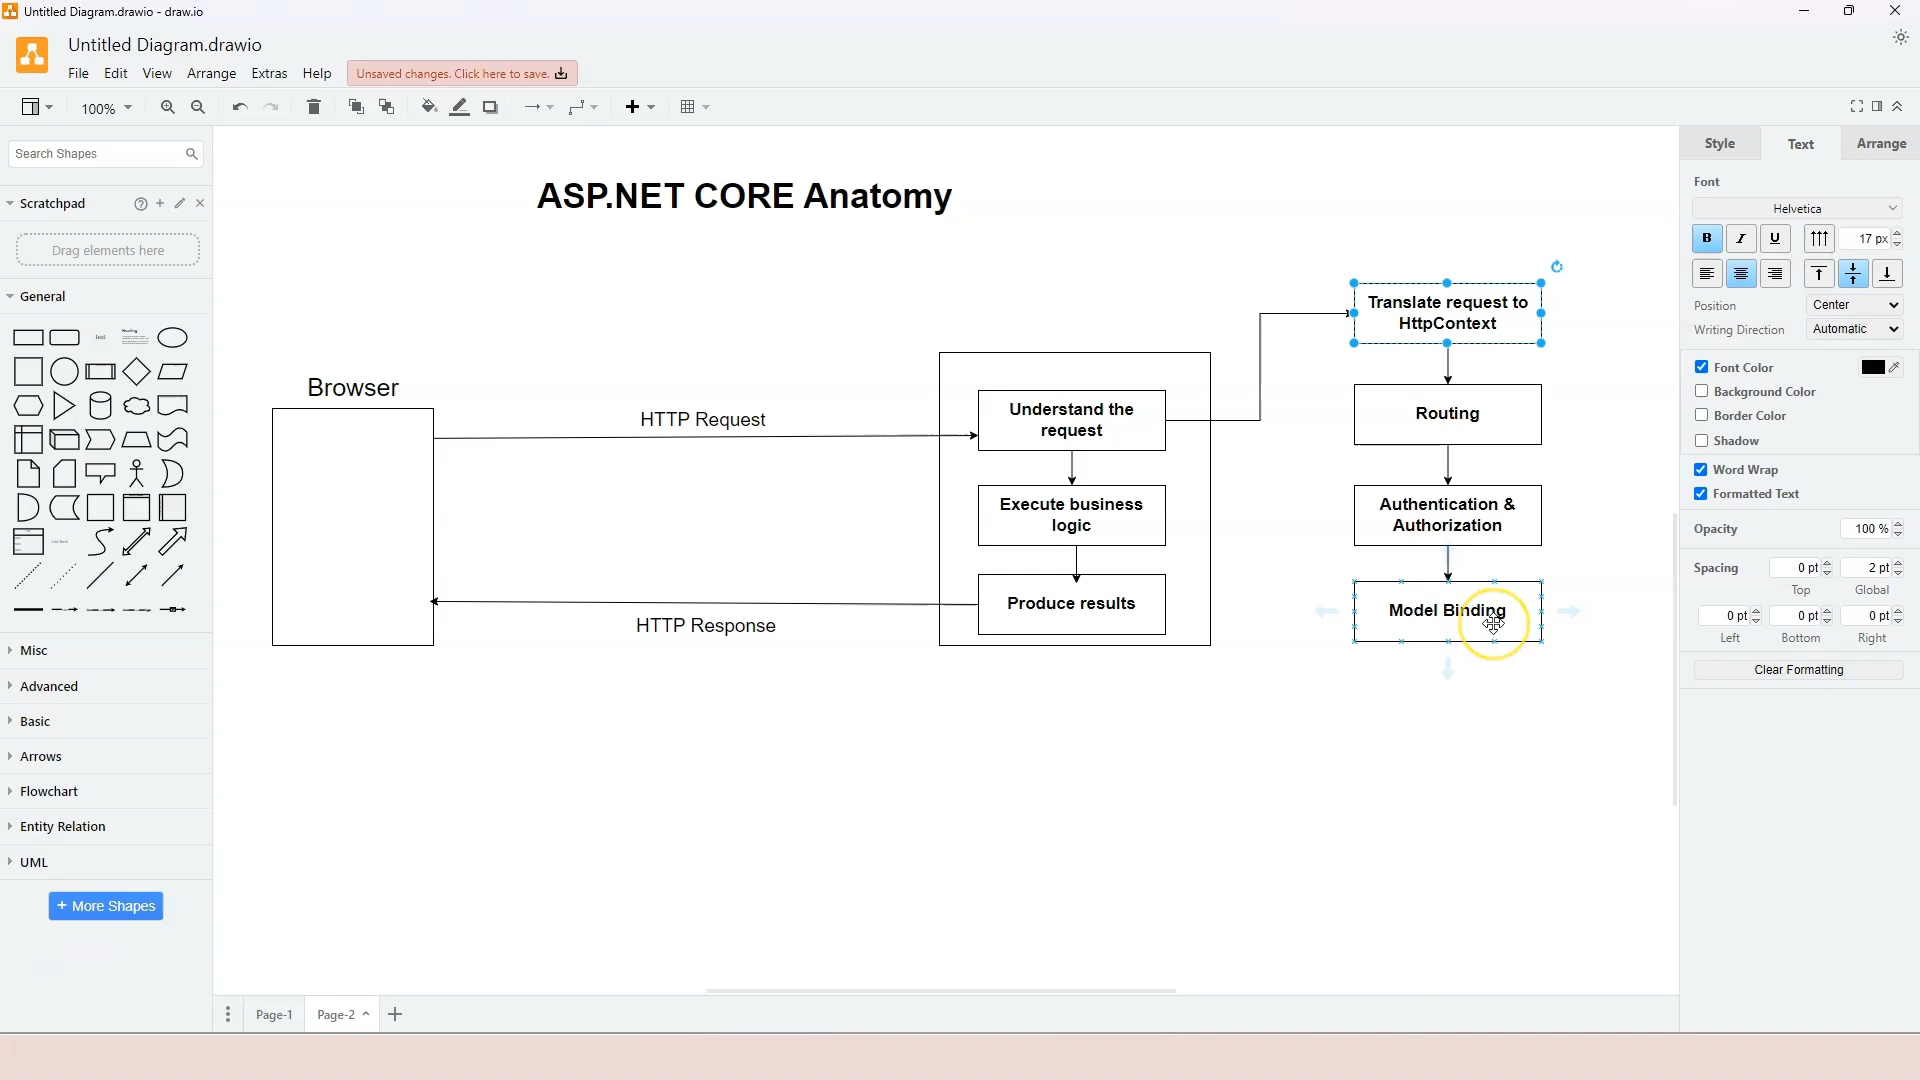 Untitled Diagram.drawio - draw.io
Untitled Diagram.drawio
File Edit View Arrange Extras Help Unsaved changes. Click here to save.
100%
Search Shapes
Scratchpad
Drag elements here
General
Text
Heading
List Item
Misc
Advanced
Basic
Arrows
Flowchart
Entity Relation
UML
+ More Shapes
ASP.NET CORE Anatomy
Browser
HTTP Request
HTTP Response
Understand the
request
Execute business
logic
Produce results
Translate request to
HttpContext
Routing
Authentication &
Authorization
Model Binding
Page-1 Page-2
Style Text Arrange
Font
Helvetica
B I U 17 px
Position Center
Writing Direction Automatic
Font Color
Background Color
Border Color
Shadow
Word Wrap
Formatted Text
Opacity 100 %
Spacing 0 pt 2 pt
Top Global
0 pt 0 pt 0 pt
Left Bottom Right
Clear Formatting